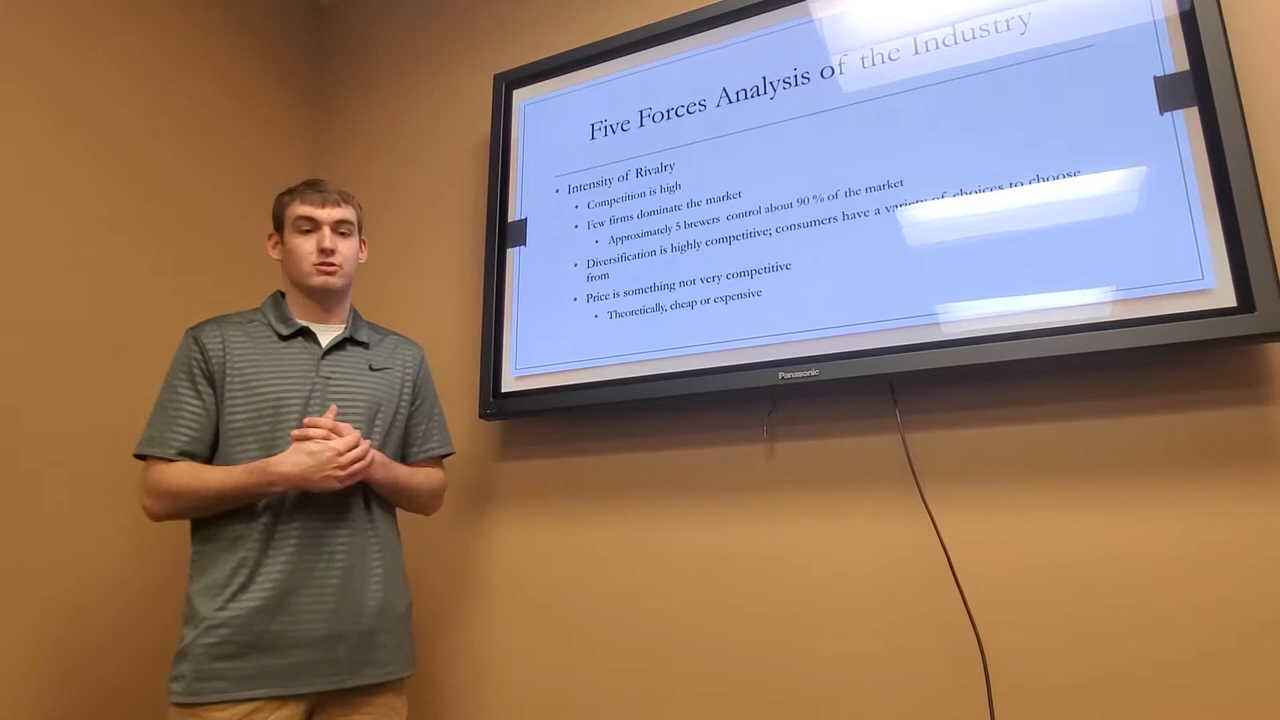 Five Forces Analysis of the Industry
Intensity of Rivalry
Competition is high
Few firms dominate the market
Approximately 5 brewers control about 90 % of the market
Diversification is highly competitive; consumers have a variety of choices to choose
from
Price is something not very competitive
Theoretically, cheap or expensive
Panasonic